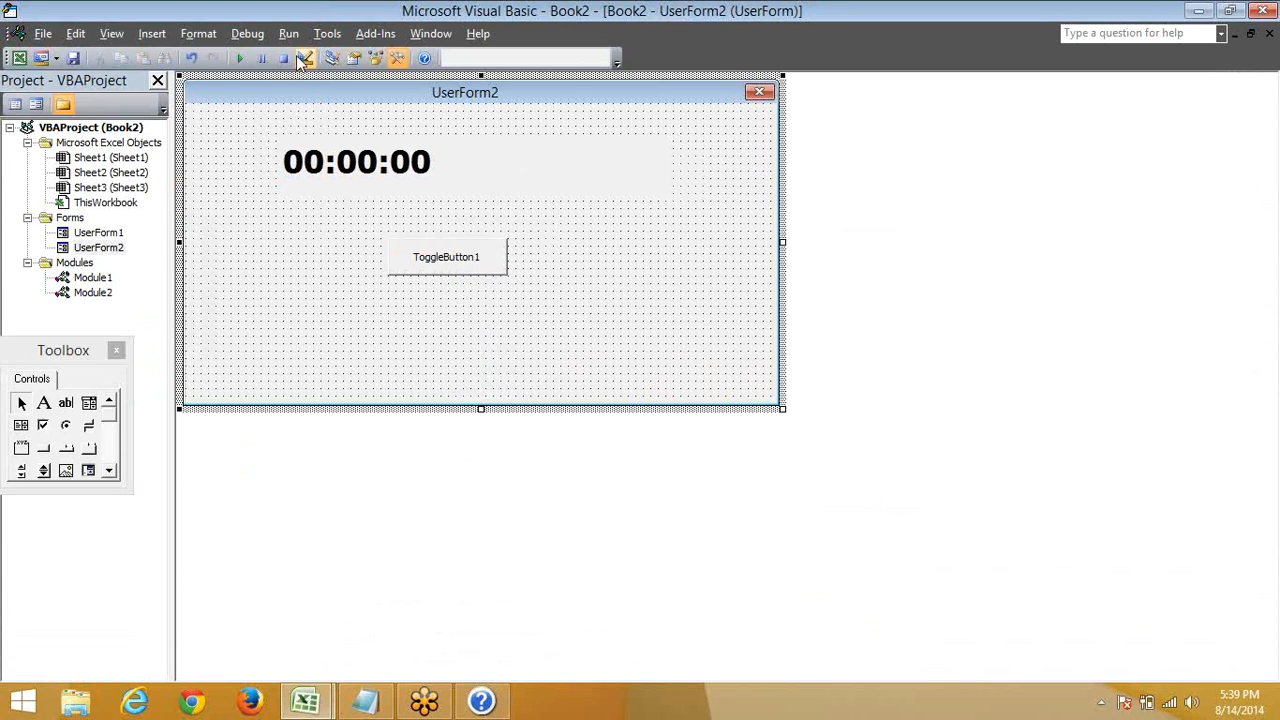 Microsoft Visual Basic - Book2 - [Book2 - UserForm2 (UserForm)]
File Edit View Insert Format Debug Run Tools Add-Ins Window Help
Type a question for help
Project - VBAProject
UserForm2
VBAProject (Book2)
Microsoft Excel Objects
Sheet1 (Sheet1)
Sheet2 (Sheet2)
Sheet3 (Sheet3)
ThisWorkbook
Forms
UserForm1
UserForm2
Modules
Module1
Module2
00:00:00
ToggleButton1
Toolbox
Controls
A
ab
5:39 PM
8/14/2014